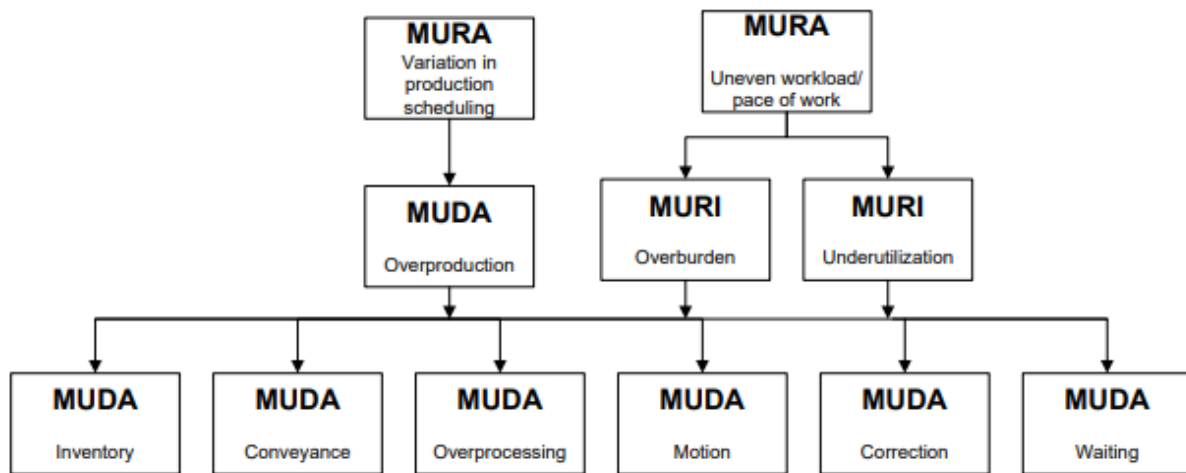 MURA
Variation in
production
scheduling
MURA
Uneven workload/
pace of work
MUDA
Overproduction
MURI
Overburden
MURI
Underutilization
MUDA
Inventory
MUDA
Conveyance
MUDA
Overprocessing
MUDA
Motion
MUDA
Correction
MUDA
Waiting